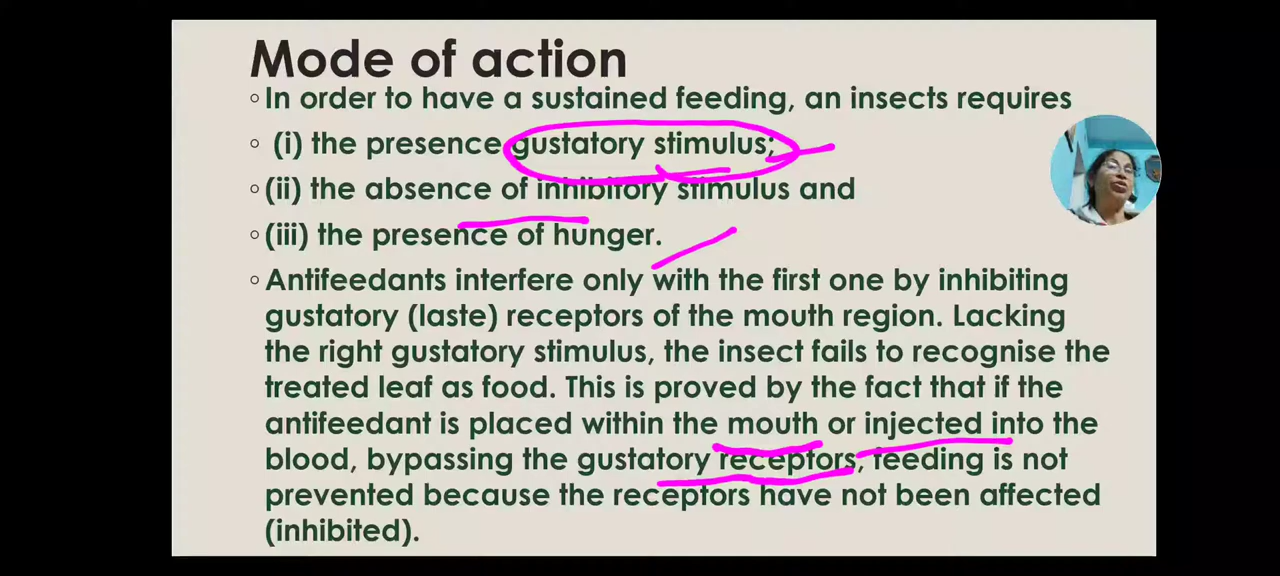 Mode of action
◦ In order to have a sustained feeding, an insects requires
◦ (i) the presence gustatory stimulus;
◦ (ii) the absence of inhibitory stimulus and
◦ (iii) the presence of hunger.
◦ Antifeedants interfere only with the first one by inhibiting
gustatory (laste) receptors of the mouth region. Lacking
the right gustatory stimulus, the insect fails to recognise the
treated leaf as food. This is proved by the fact that if the
antifeedant is placed within the mouth or injected into the
blood, bypassing the gustatory receptors, feeding is not
prevented because the receptors have not been affected
(inhibited).